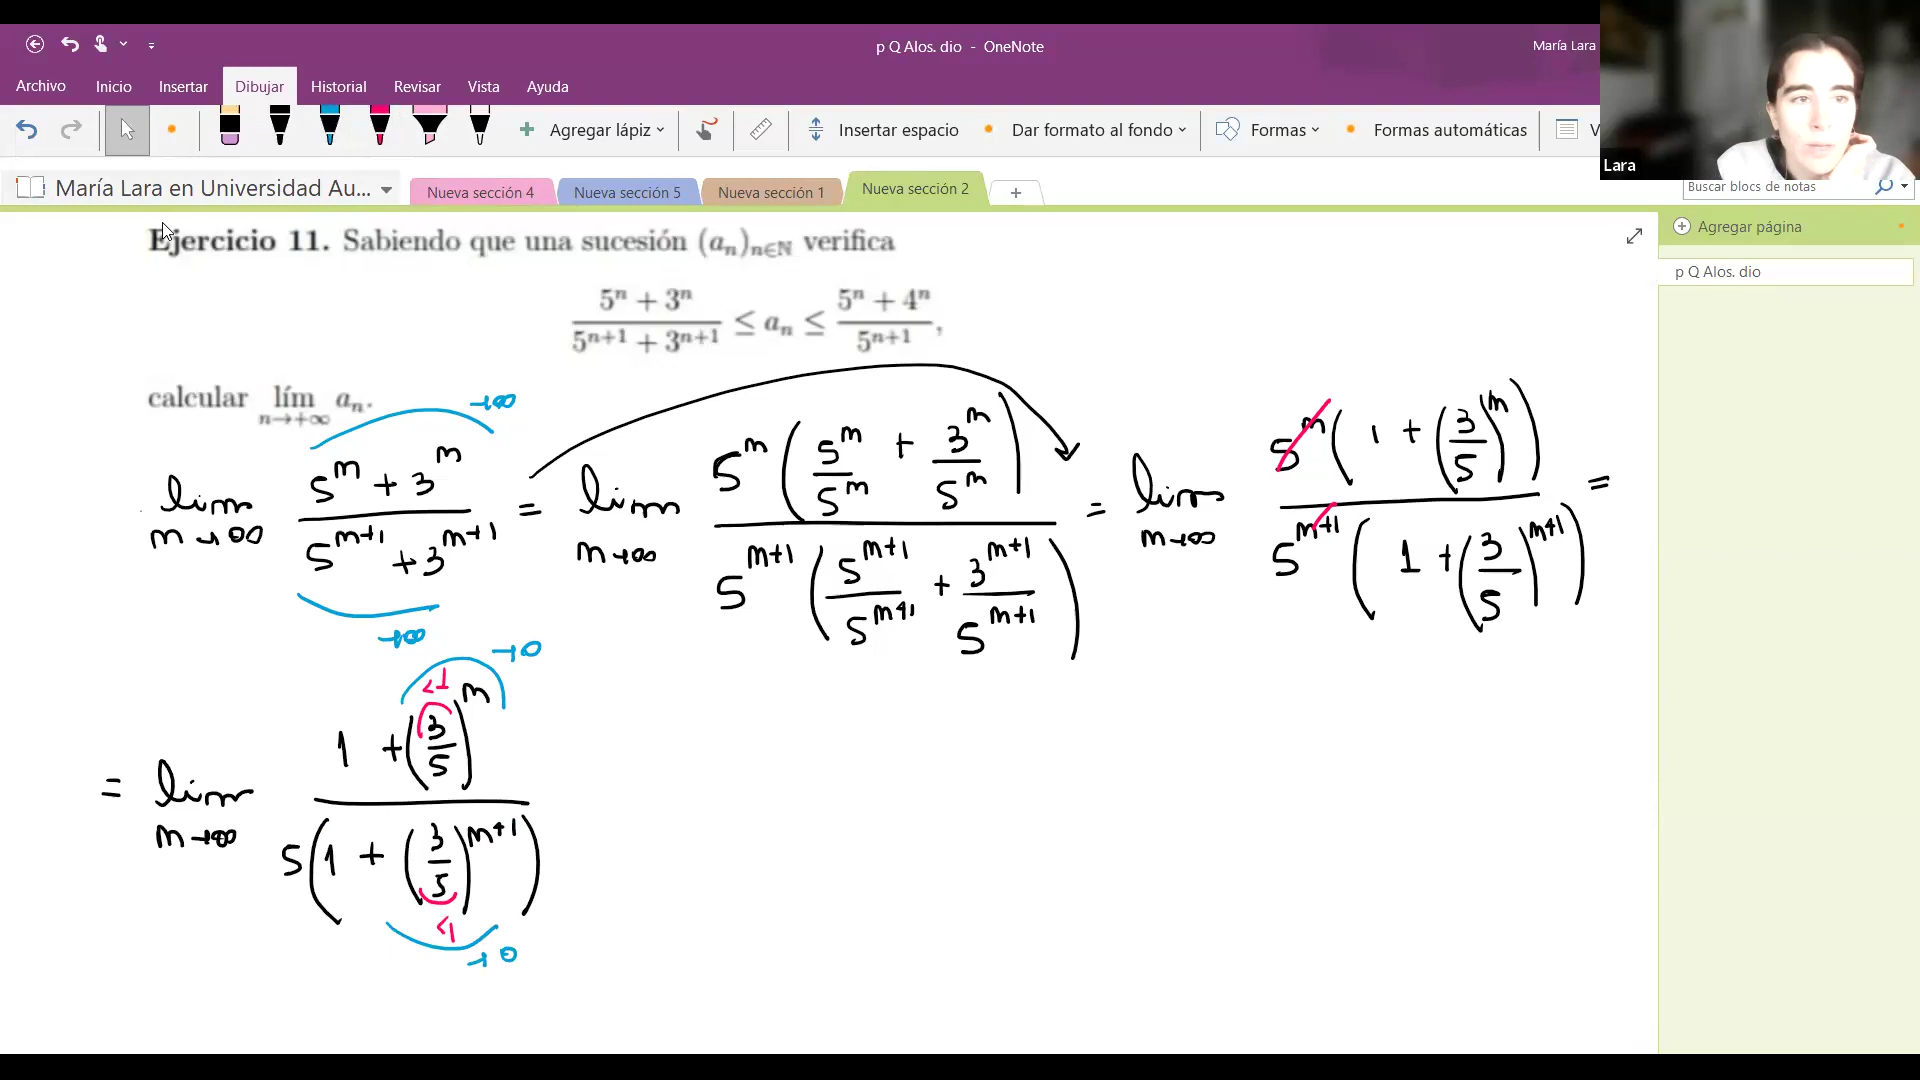 p Q Alos. dio - OneNote
María Lara
Archivo Inicio Insertar Dibujar Historial Revisar Vista Ayuda
Agregar lápiz Insertar espacio Dar formato al fondo Formas Formas automáticas V
Lara
María Lara en Universidad Au... Nueva sección 4 Nueva sección 5 Nueva sección 1 Nueva sección 2 + Buscar blocs de notas
Agregar página
p Q Alos. dio
Ejercicio 11. Sabiendo que una sucesión (aₙ)ₙ∈ℕ verifica
(5ⁿ + 3ⁿ)/(5ⁿ⁺¹ + 3ⁿ⁺¹) ≤ aₙ ≤ (5ⁿ + 4ⁿ)/5ⁿ⁺¹,
calcular lím n→+∞ aₙ.
lim n→∞ (5ⁿ + 3ⁿ)/(5ⁿ⁺¹ + 3ⁿ⁺¹) = lim n→∞ 5ⁿ(5ⁿ/5ⁿ + 3ⁿ/5ⁿ)/(5ⁿ⁺¹(5ⁿ⁺¹/5ⁿ⁺¹ + 3ⁿ⁺¹/5ⁿ⁺¹)) = lim n→∞ 5ⁿ(1 + (3/5)ⁿ)/(5ⁿ⁺¹(1 + (3/5)ⁿ⁺¹)) =
→∞
→∞
= lim n→∞ (1 + (3/5)ⁿ)/(5(1 + (3/5)ⁿ⁺¹))
<1 →0
<1 →0